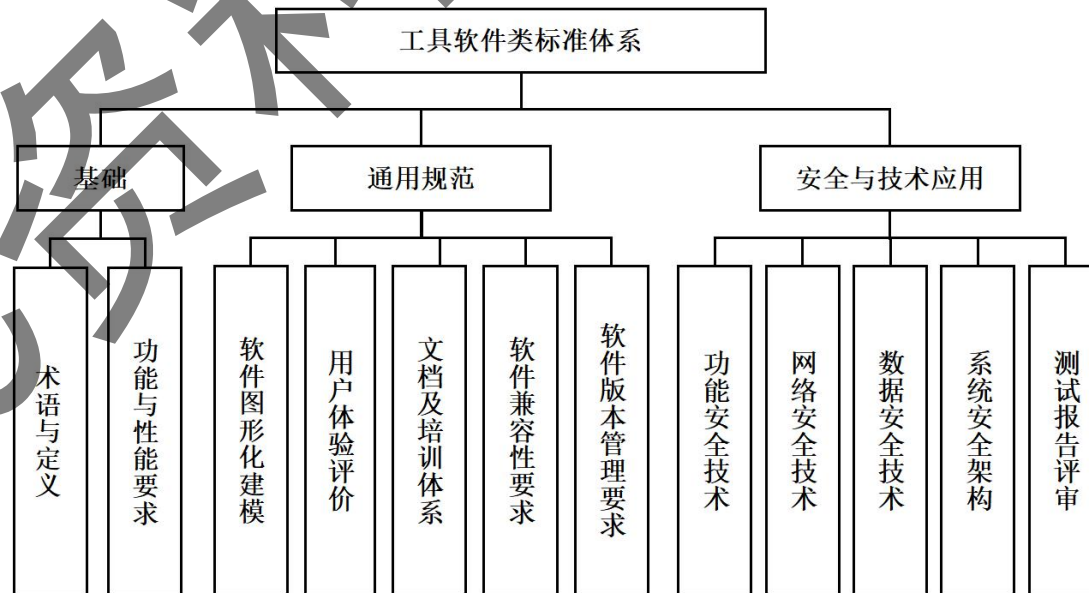 工具软件类标准体系
基础
通用规范
安全与技术应用
术语与定义
功能与性能要求
软件图形化建模
用户体验评价
文档及培训体系
软件兼容性要求
软件版本管理要求
功能安全技术
网络安全技术
数据安全技术
系统安全架构
测试报告评审